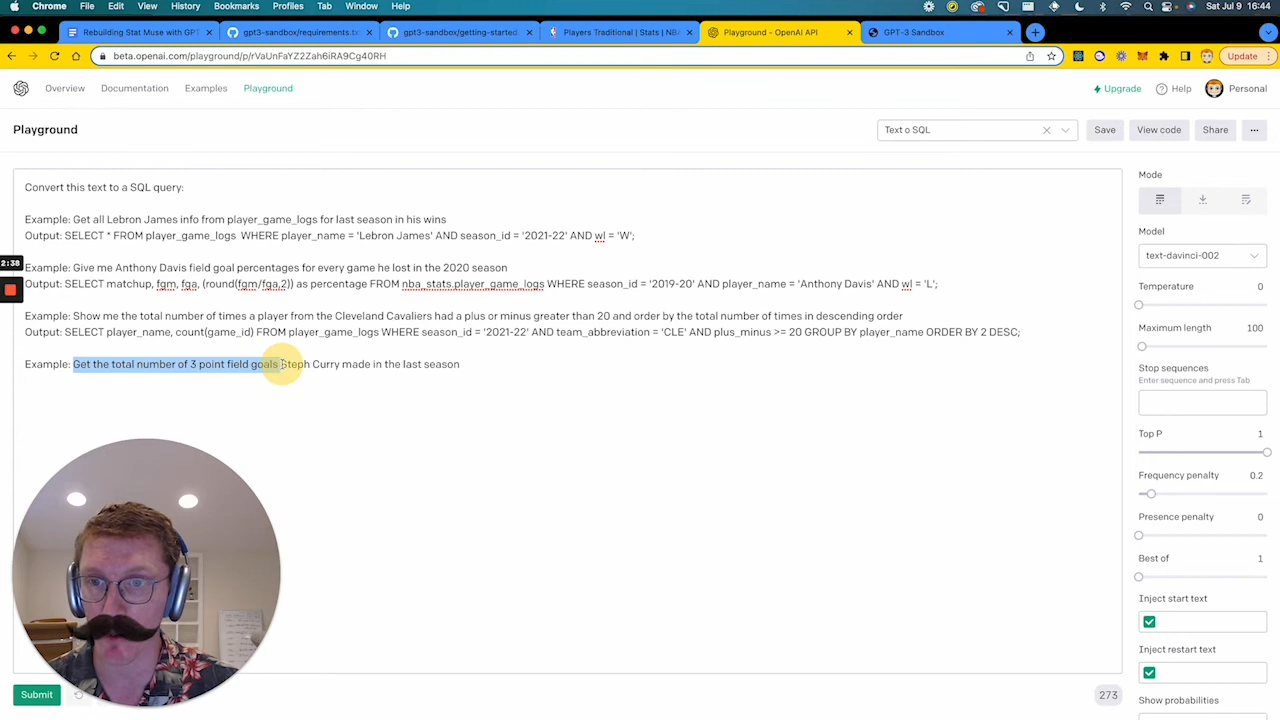 Chrome File Edit View History Bookmarks Profiles Tab Window Help Sat Jul 9 16:44
Rebuilding Stat Muse with GPT gpt3-sandbox/requirements.tx gpt3-sandbox/getting-started. Players Traditional | Stats | NBA Playground - OpenAI API GPT-3 Sandbox
beta.openai.com/playground/p/rVaUnFaYZ2Zah6iRA9Cg40RH Update
Overview Documentation Examples Playground Upgrade Help Personal
Playground Text o SQL Save View code Share
Convert this text to a SQL query:
Example: Get all Lebron James info from player_game_logs for last season in his wins
Output: SELECT * FROM player_game_logs WHERE player_name = 'Lebron James' AND season_id = '2021-22' AND wl = 'W';
2:38
Example: Give me Anthony Davis field goal percentages for every game he lost in the 2020 season
Output: SELECT matchup, fgm, fga, (round(fgm/fga,2)) as percentage FROM nba_stats.player_game_logs WHERE season_id = '2019-20' AND player_name = 'Anthony Davis' AND wl = 'L';
Example: Show me the total number of times a player from the Cleveland Cavaliers had a plus or minus greater than 20 and order by the total number of times in descending order
Output: SELECT player_name, count(game_id) FROM player_game_logs WHERE season_id = '2021-22' AND team_abbreviation = 'CLE' AND plus_minus >= 20 GROUP BY player_name ORDER BY 2 DESC;
Example: Get the total number of 3 point field goals Steph Curry made in the last season
Submit
273
Mode
Model
text-davinci-002
Temperature 0
Maximum length 100
Stop sequences
Enter sequence and press Tab
Top P 1
Frequency penalty 0.2
Presence penalty 0
Best of 1
Inject start text
Inject restart text
Show probabilities